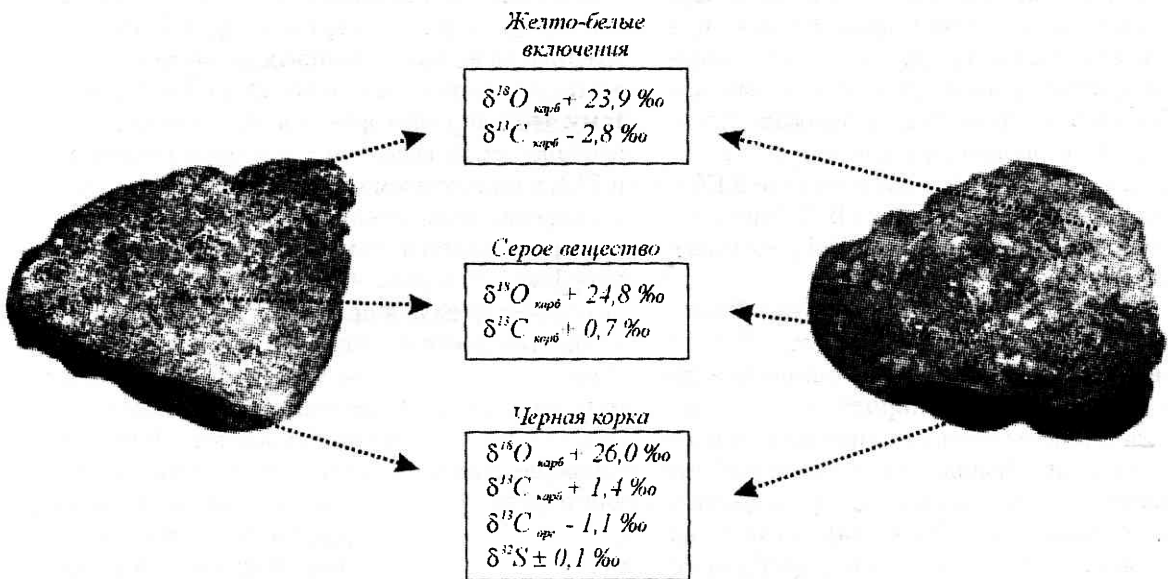 Желто-белые
включения
δ¹⁸O карб + 23,9 ‰
δ¹³C карб - 2,8 ‰
Серое вещество
δ¹⁸O карб + 24,8 ‰
δ¹³C карб + 0,7 ‰
Черная корка
δ¹⁸O карб + 26,0 ‰
δ¹³C карб + 1,4 ‰
δ¹³C орг - 1,1 ‰
δ³²S ± 0,1 ‰